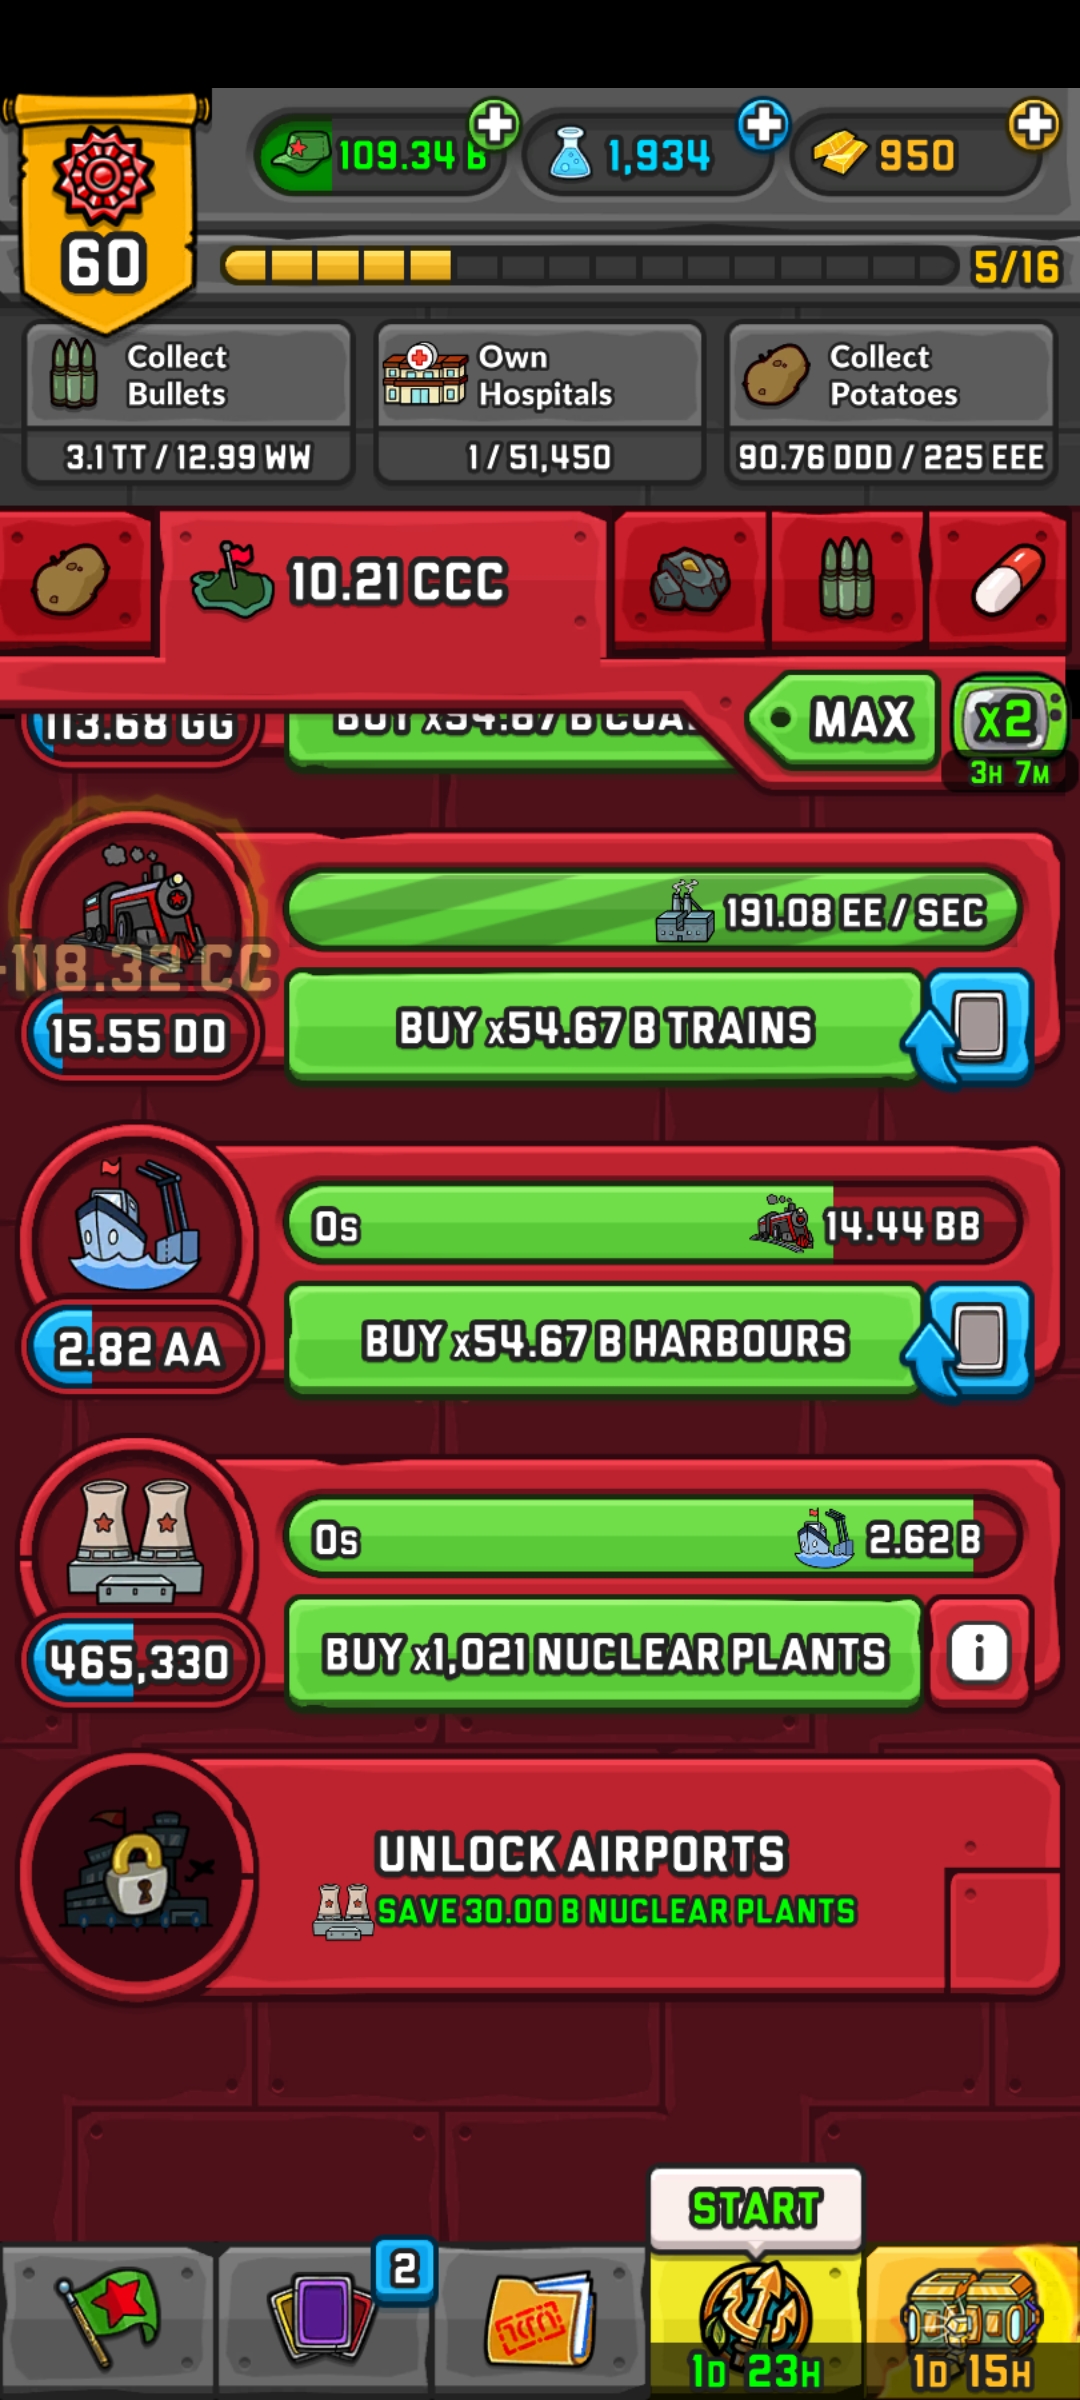 109.34 B
1,934
950
60
5/16
Collect
Bullets
Own
Hospitals
Collect
Potatoes
3.1 TT / 12.99 WW
1 / 51,450
90.76 DDD / 225 EEE
10.21 CCC
MAX
x2
3H 7M
113.68 GG
BUY x54.67 B COA
191.08 EE / SEC
-118.32 CC
15.55 DD
BUY x54.67 B TRAINS
0s
14.44 BB
2.82 AA
BUY x54.67 B HARBOURS
0s
2.62 B
465,330
BUY x1,021 NUCLEAR PLANTS
i
UNLOCK AIRPORTS
SAVE 30.00 B NUCLEAR PLANTS
START
2
1D 23H
1D 15H